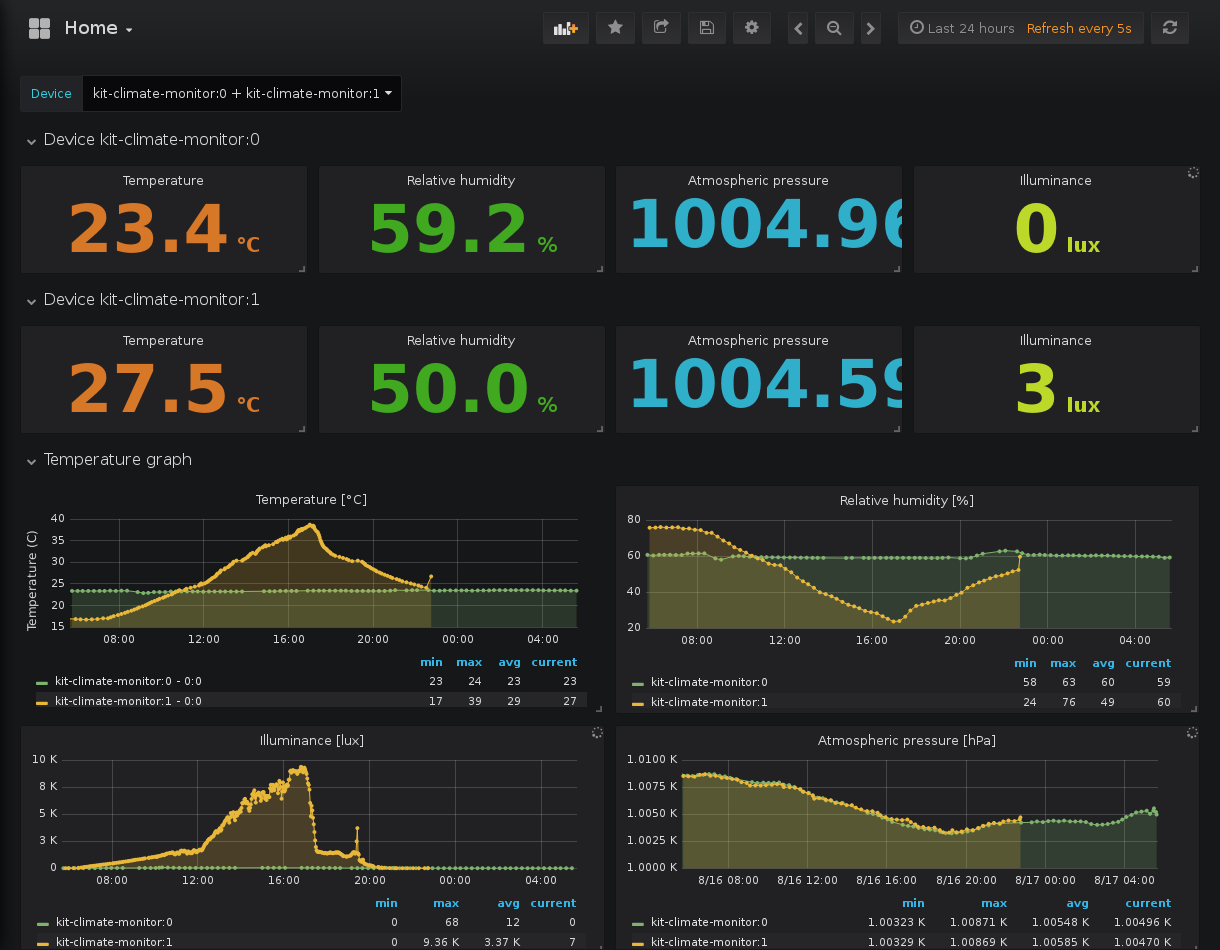 Home
Last 24 hours Refresh every 5s
Device kit-climate-monitor:0 + kit-climate-monitor:1
Device kit-climate-monitor:0
Temperature Relative humidity Atmospheric pressure Illuminance
23.4 °C 59.2 % 1004.96 0 lux
Device kit-climate-monitor:1
Temperature Relative humidity Atmospheric pressure Illuminance
27.5 °C 50.0 % 1004.59 3 lux
Temperature graph
Temperature [°C]
Temperature (C)
40
35
30
25
20
15
08:00 12:00 16:00 20:00 00:00 04:00
min max avg current
kit-climate-monitor:0 - 0:0 23 24 23 23
kit-climate-monitor:1 - 0:0 17 39 29 27
Relative humidity [%]
80
60
40
20
08:00 12:00 16:00 20:00 00:00 04:00
min max avg current
kit-climate-monitor:0 58 63 60 59
kit-climate-monitor:1 24 76 49 60
Illuminance [lux]
10 K
8 K
5 K
3 K
0
08:00 12:00 16:00 20:00 00:00 04:00
min max avg current
kit-climate-monitor:0 0 68 12 0
kit-climate-monitor:1 0 9.36 K 3.37 K 7
Atmospheric pressure [hPa]
1.0100 K
1.0075 K
1.0050 K
1.0025 K
1.0000 K
8/16 08:00 8/16 12:00 8/16 16:00 8/16 20:00 8/17 00:00 8/17 04:00
min max avg current
kit-climate-monitor:0 1.00323 K 1.00871 K 1.00548 K 1.00496 K
kit-climate-monitor:1 1.00329 K 1.00869 K 1.00585 K 1.00470 K